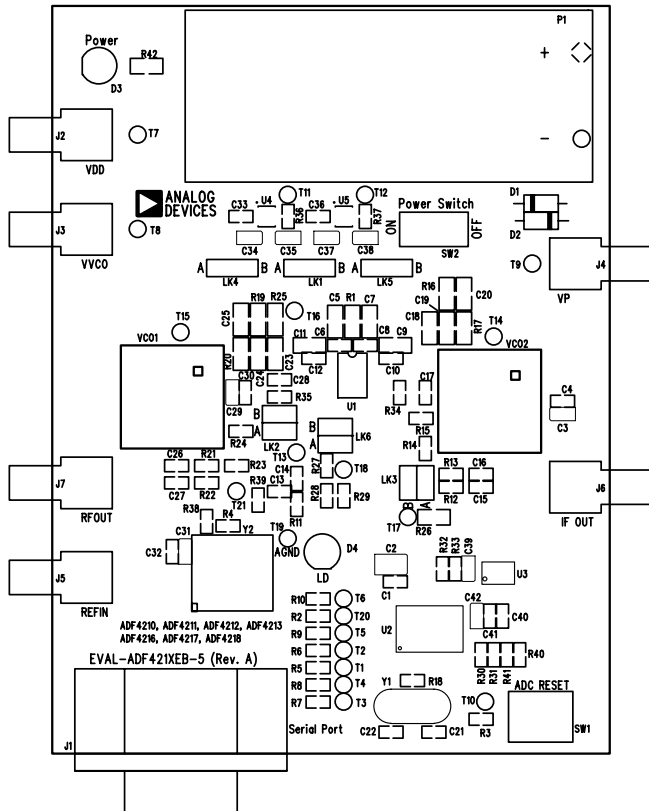 Power
P1
R42
+
D3
J2
T7
-
VDD
ANALOG
DEVICES
T11
T12
C33
U4
R36
C36
U5
R37
Power Switch
D1
J3
T8
ON
OFF
D2
C34
C35
C37
C38
SW2
VVCO
A
B
A
B
A
B
T9
J4
LK4
LK1
LK5
VP
R16
C20
R19
R25
C5
R1
C7
C19
T15
C25
T16
C18
R17
T14
VCO1
C11
C6
C8
C9
VCO2
R20
C24
C23
C12
C10
C30
C28
U1
C17
C4
C29
R35
R34
C3
B
A
B
A
R15
R24
LK2
LK6
R14
C26
R21
R23
T13
R27
T18
LK3
R13
C16
J7
C14
J6
C27
R22
T21
R39
C13
R28
R29
B
A
R12
C15
RFOUT
R38
R11
T17
R26
IF OUT
R4
Y2
T19
C31
AGND
D4
C2
R32
R33
C39
C32
J5
LD
U3
REFIN
C1
R10
T6
C42
R2
T20
U2
C40
ADF4210, ADF4211, ADF4212, ADF4213
R9
T5
C41
ADF4216, ADF4217, ADF4218
R6
T2
R40
EVAL-ADF421XEB-5 (Rev. A)
R5
T1
R30
R31
R41
R8
T4
Y1
R18
ADC RESET
R7
T3
T10
Serial Port
R3
SW1
J1
C22
C21